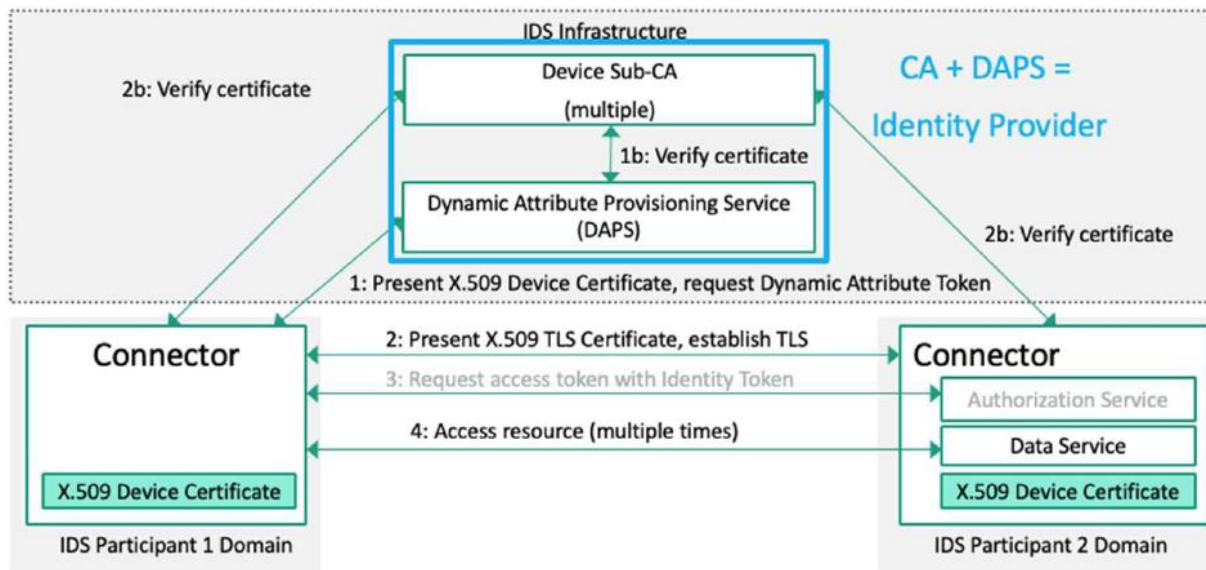 IDS Infrastructure
Device Sub-CA
(multiple)
CA + DAPS =
Identity Provider
2b: Verify certificate
1b: Verify certificate
Dynamic Attribute Provisioning Service
(DAPS)
2b: Verify certificate
1: Present X.509 Device Certificate, request Dynamic Attribute Token
Connector
2: Present X.509 TLS Certificate, establish TLS
Connector
3: Request access token with Identity Token
Authorization Service
4: Access resource (multiple times)
Data Service
X.509 Device Certificate
X.509 Device Certificate
IDS Participant 1 Domain
IDS Participant 2 Domain